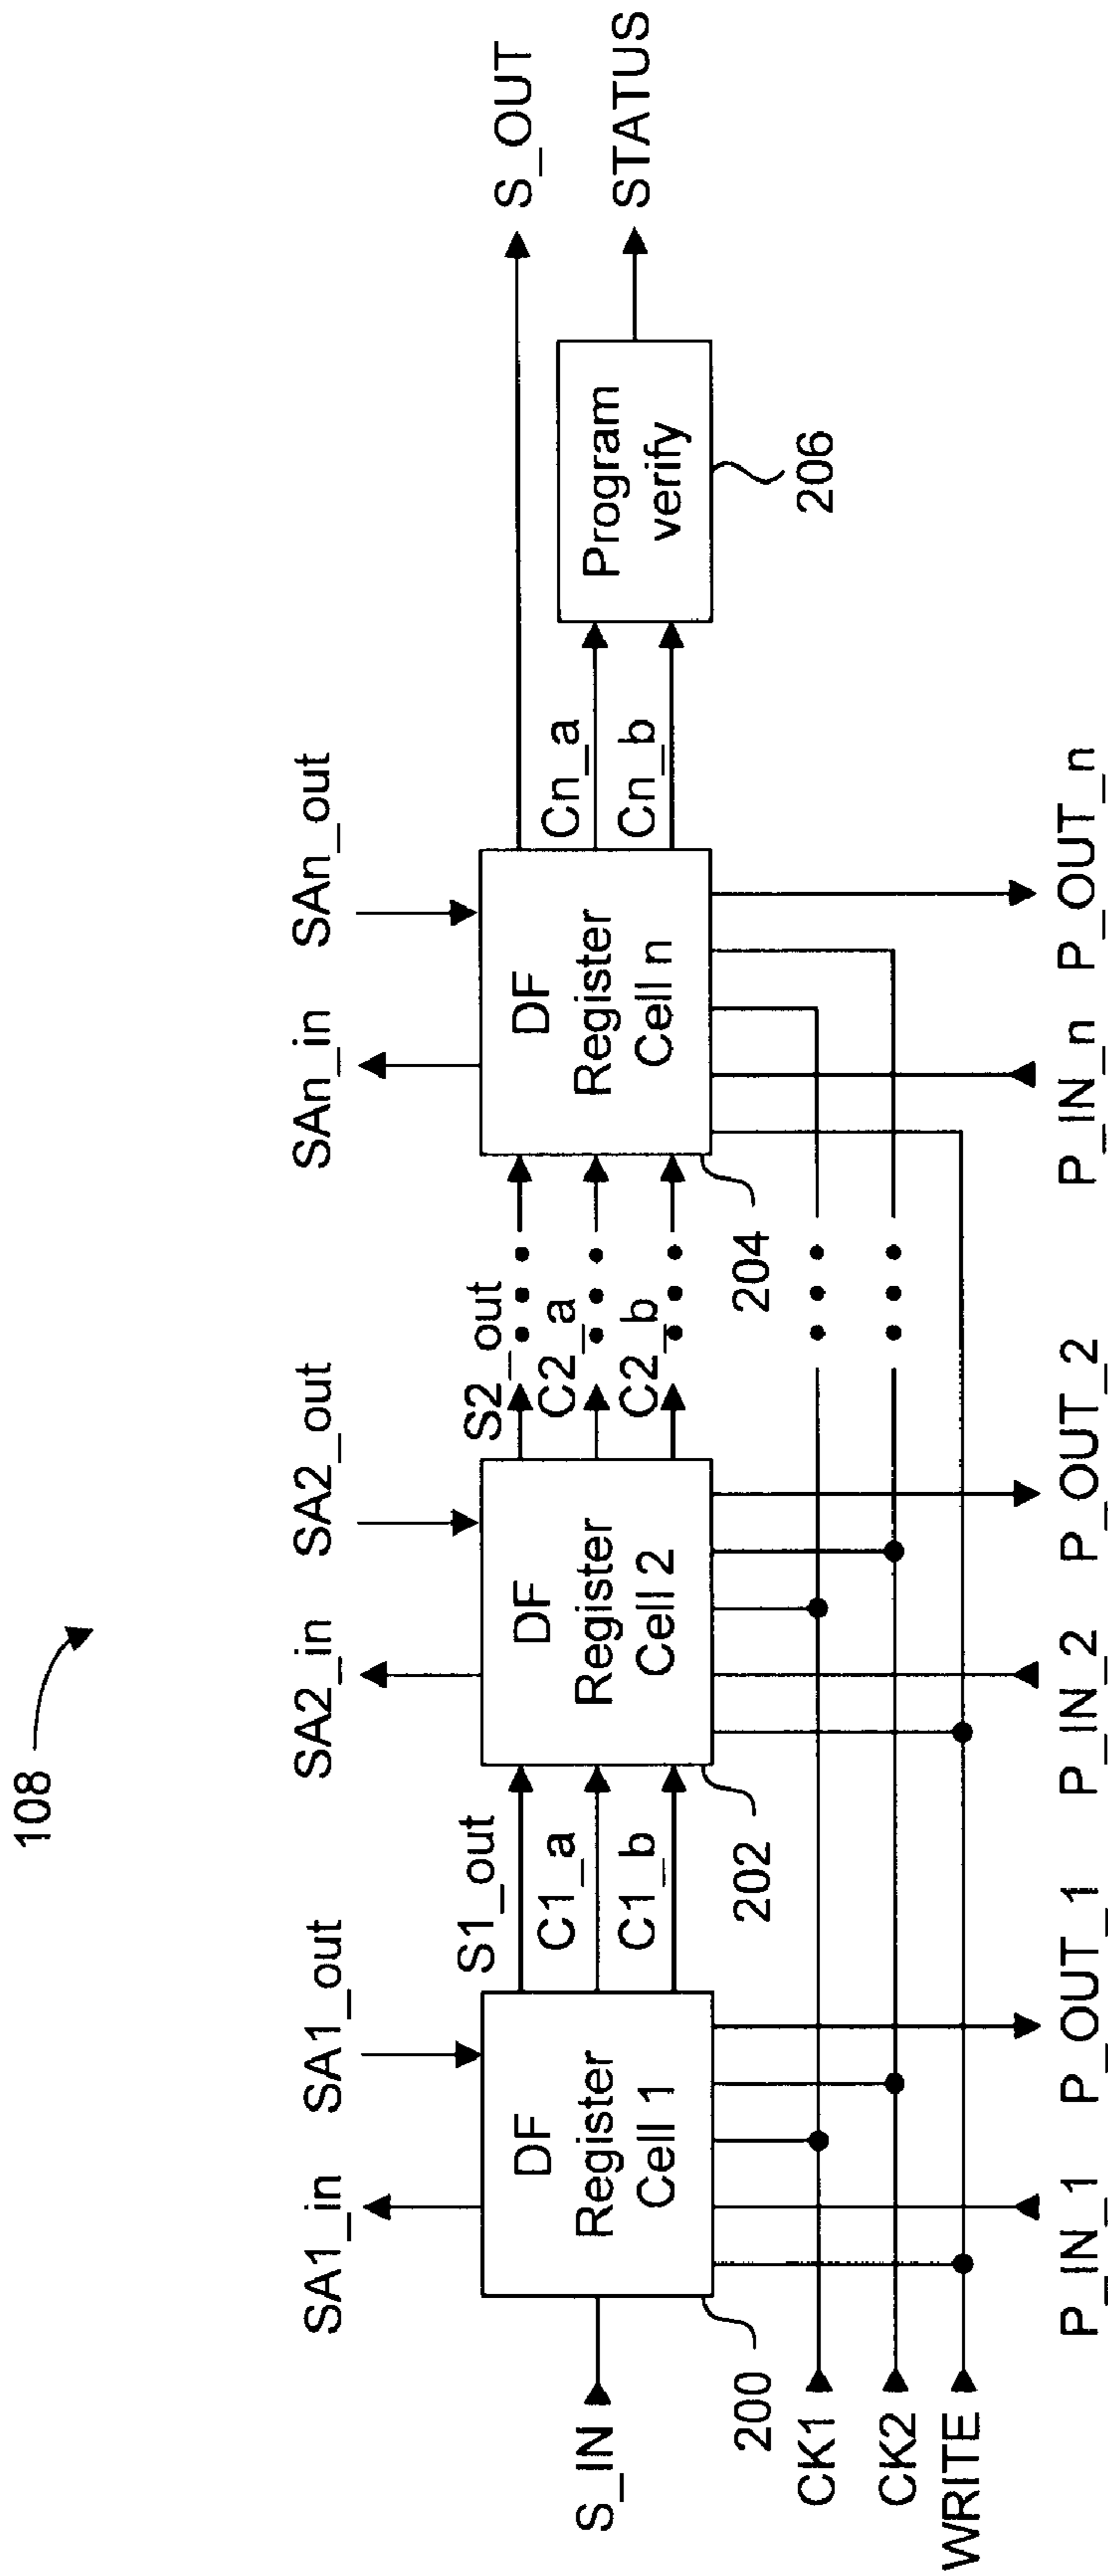 108
SA1_in
SA1_out
SA2_in
SA2_out
SAn_in
SAn_out
S_IN
DF
Register
Cell 1
S1_out
C1_a
C1_b
DF
Register
Cell 2
S2_out
C2_a
C2_b
DF
Register
Cell n
Cn_a
Cn_b
Program
verify
S_OUT
STATUS
200
202
204
206
CK1
CK2
WRITE
P_IN_1
P_OUT_1
P_IN_2
P_OUT_2
P_IN_n
P_OUT_n